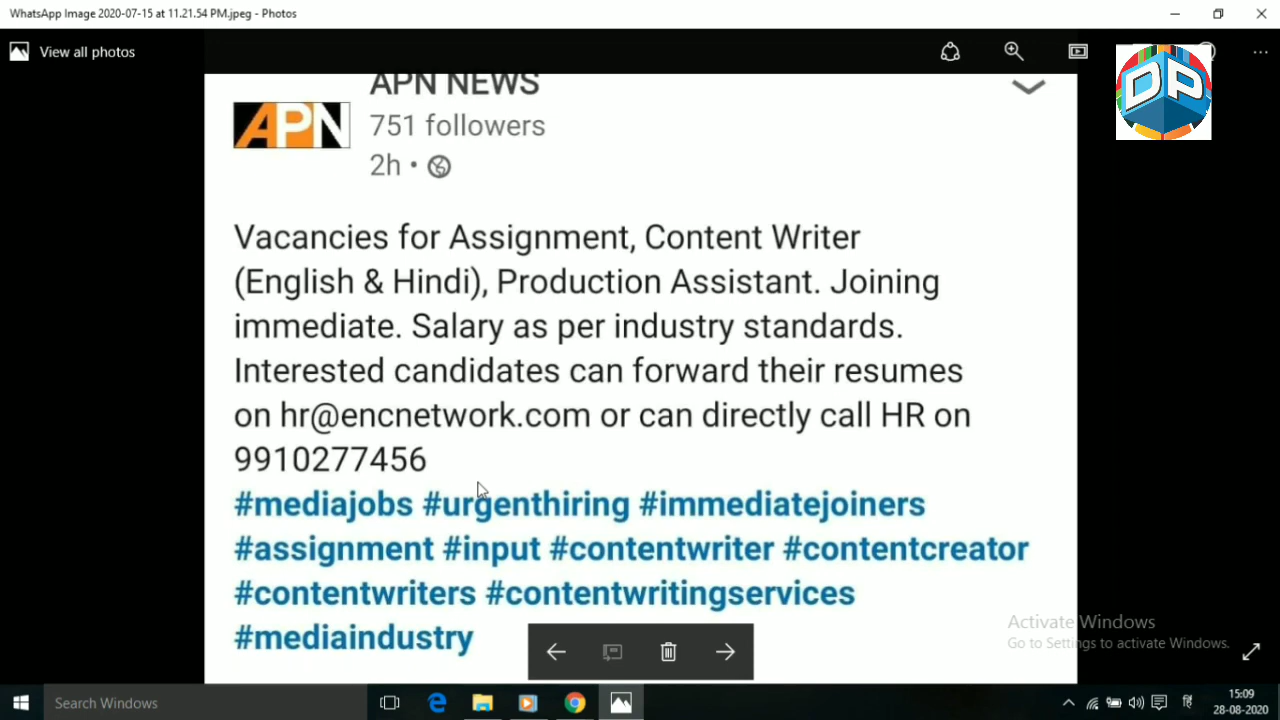 WhatsApp Image 2020-07-15 at 11.21.54 PM.jpeg - Photos
View all photos
DP
APN NEWS
APN
751 followers
2h •
Vacancies for Assignment, Content Writer
(English & Hindi), Production Assistant. Joining
immediate. Salary as per industry standards.
Interested candidates can forward their resumes
on hr@encnetwork.com or can directly call HR on
9910277456
#mediajobs #urgenthiring #immediatejoiners
#assignment #input #contentwriter #contentcreator
#contentwriters #contentwritingservices
#mediaindustry
Activate Windows
Go to Settings to activate Windows.
Search Windows
हिं
15:09
28-08-2020